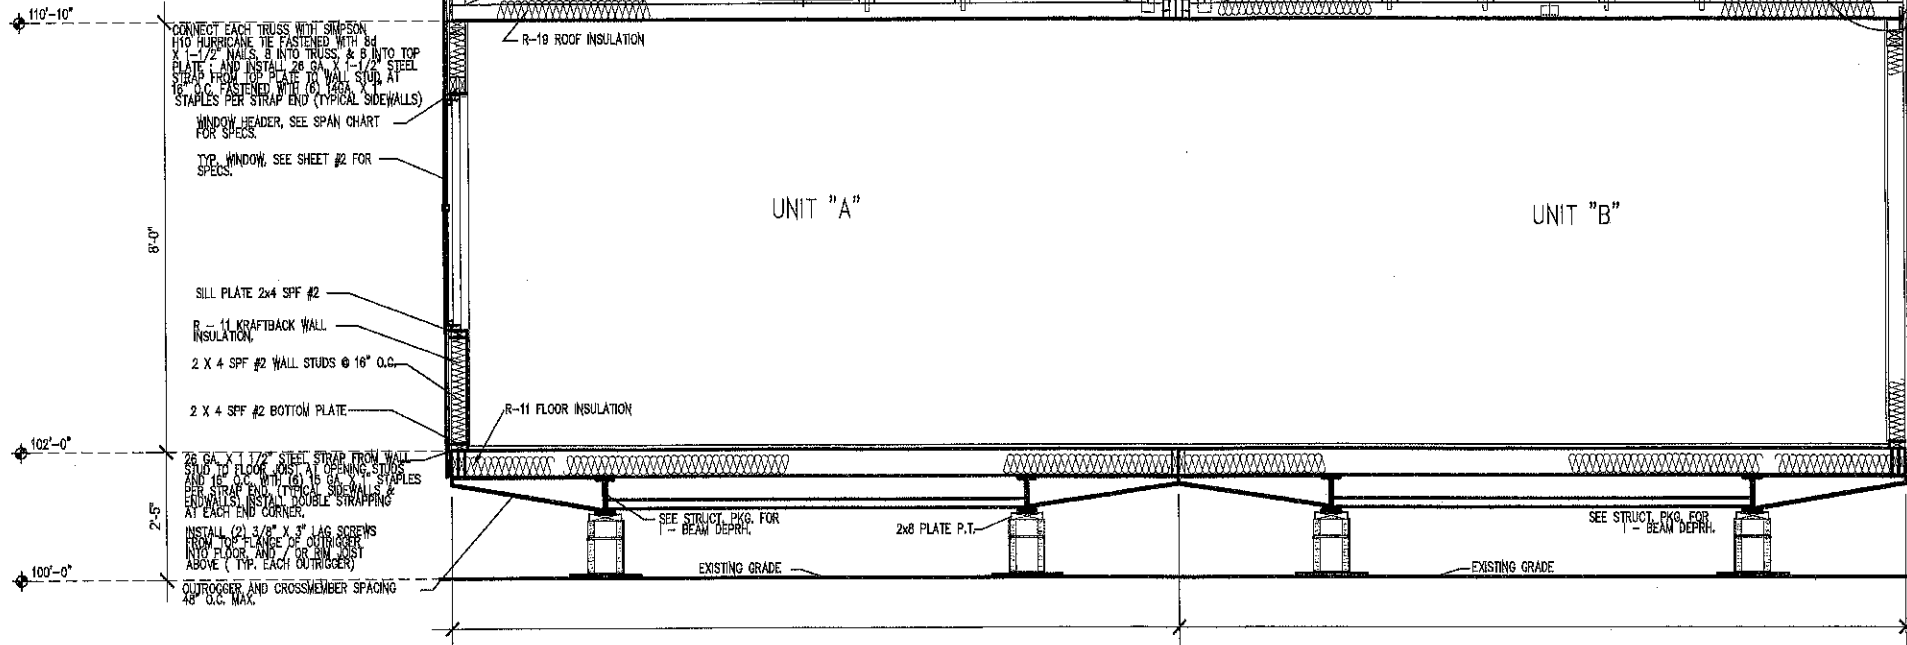 110'-10"
CONNECT EACH TRUSS WITH SIMPSON
H10 HURRICANE TIE FASTENED WITH 8d
X 1-1/2" NAILS, 8 INTO TRUSS, & 8 INTO TOP
PLATE ; AND INSTALL 26 GA. X 1-1/2" STEEL
STRAP FROM TOP PLATE TO WALL STUD AT
16" O.C. FASTENED WITH (6) 14GA. X 1"
STAPLES PER STRAP END (TYPICAL SIDEWALLS)
R-19 ROOF INSULATION
WINDOW HEADER, SEE SPAN CHART
FOR SPECS.
TYP. WINDOW, SEE SHEET #2 FOR
SPECS.
UNIT "A"
UNIT "B"
8'-0"
SILL PLATE 2x4 SPF #2
R - 11 KRAFTBACK WALL
INSULATION.
2 X 4 SPF #2 WALL STUDS @ 16" O.C.
2 X 4 SPF #2 BOTTOM PLATE
R-11 FLOOR INSULATION
102'-0"
26 GA. X 1 1/2" STEEL STRAP FROM WALL
STUD TO FLOOR JOIST AT OPENING STUDS
AND 16" O.C. WITH (6) 15 GA. X 1" STAPLES
PER STRAP END. (TYPICAL SIDEWALLS &
ENDWALLS) INSTALL DOUBLE STRAPPING
AT EACH END CORNER.
2'-5"
INSTALL (2) 3/8" X 3" LAG SCREWS
FROM TOP FLANGE OF OUTRIGGER
INTO FLOOR, AND / OR RIM JOIST
ABOVE ( TYP. EACH OUTRIGGER)
SEE STRUCT. PKG. FOR
I - BEAM DEPRH.
2x8 PLATE P.T.
SEE STRUCT. PKG. FOR
I - BEAM DEPRH.
EXISTING GRADE
EXISTING GRADE
100'-0"
OUTROGGER AND CROSSMEMBER SPACING
48" O.C. MAX.